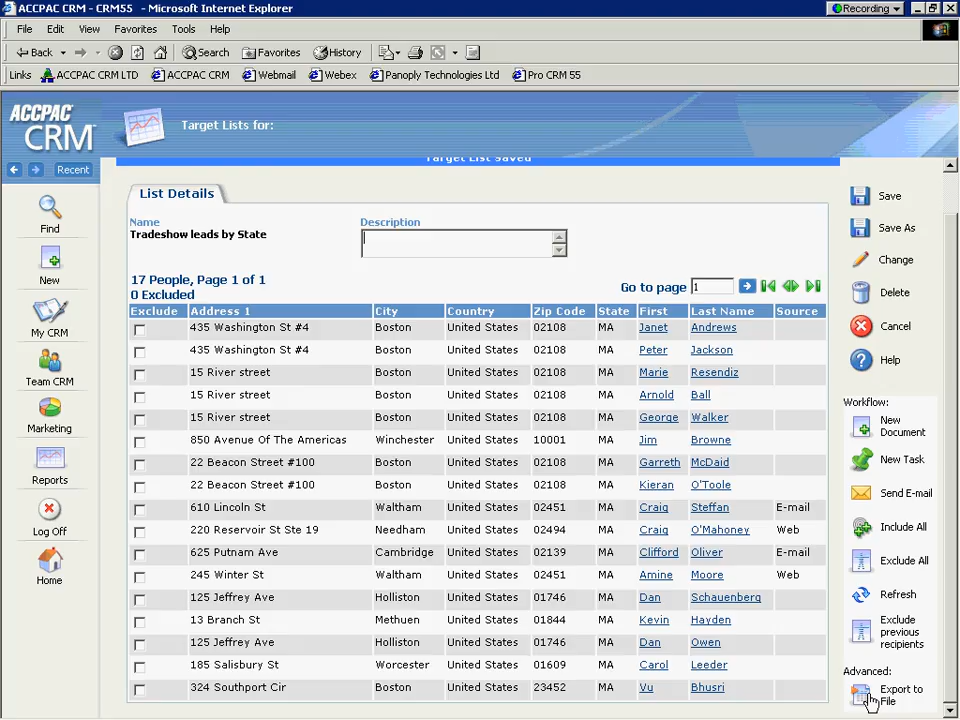 ACCPAC CRM - CRM55 - Microsoft Internet Explorer
Recording
File Edit View Favorites Tools Help
Back Search Favorites History
Links ACCPAC CRM LTD ACCPAC CRM Webmail Webex Panoply Technologies Ltd Pro CRM 55
ACCPAC
CRM
Target Lists for:
Recent
Target List Saved
Find
New
My CRM
Team CRM
Marketing
Reports
Log Off
Home
List Details
Name Description
Tradeshow leads by State
17 People, Page 1 of 1
0 Excluded
Go to page 1
Exclude Address 1 City Country Zip Code State First Last Name Source
435 Washington St #4 Boston United States 02108 MA Janet Andrews
435 Washington St #4 Boston United States 02108 MA Peter Jackson
15 River street Boston United States 02108 MA Marie Resendiz
15 River street Boston United States 02108 MA Arnold Ball
15 River street Boston United States 02108 MA George Walker
850 Avenue Of The Americas Winchester United States 10001 MA Jim Browne
22 Beacon Street #100 Boston United States 02108 MA Garreth McDaid
22 Beacon Street #100 Boston United States 02108 MA Kieran O'Toole
610 Lincoln St Waltham United States 02451 MA Craig Steffan E-mail
220 Reservoir St Ste 19 Needham United States 02494 MA Craig O'Mahoney Web
625 Putnam Ave Cambridge United States 02139 MA Clifford Oliver E-mail
245 Winter St Waltham United States 02451 MA Amine Moore Web
125 Jeffrey Ave Holliston United States 01746 MA Dan Schauenberg
13 Branch St Methuen United States 01844 MA Kevin Hayden
125 Jeffrey Ave Holliston United States 01746 MA Dan Owen
185 Salisbury St Worcester United States 01609 MA Carol Leeder
324 Southport Cir Boston United States 23452 MA Vu Bhusri
Save
Save As
Change
Delete
Cancel
Help
Workflow:
New
Document
New Task
Send E-mail
Include All
Exclude All
Refresh
Exclude
previous
recipients
Advanced:
Export to
File